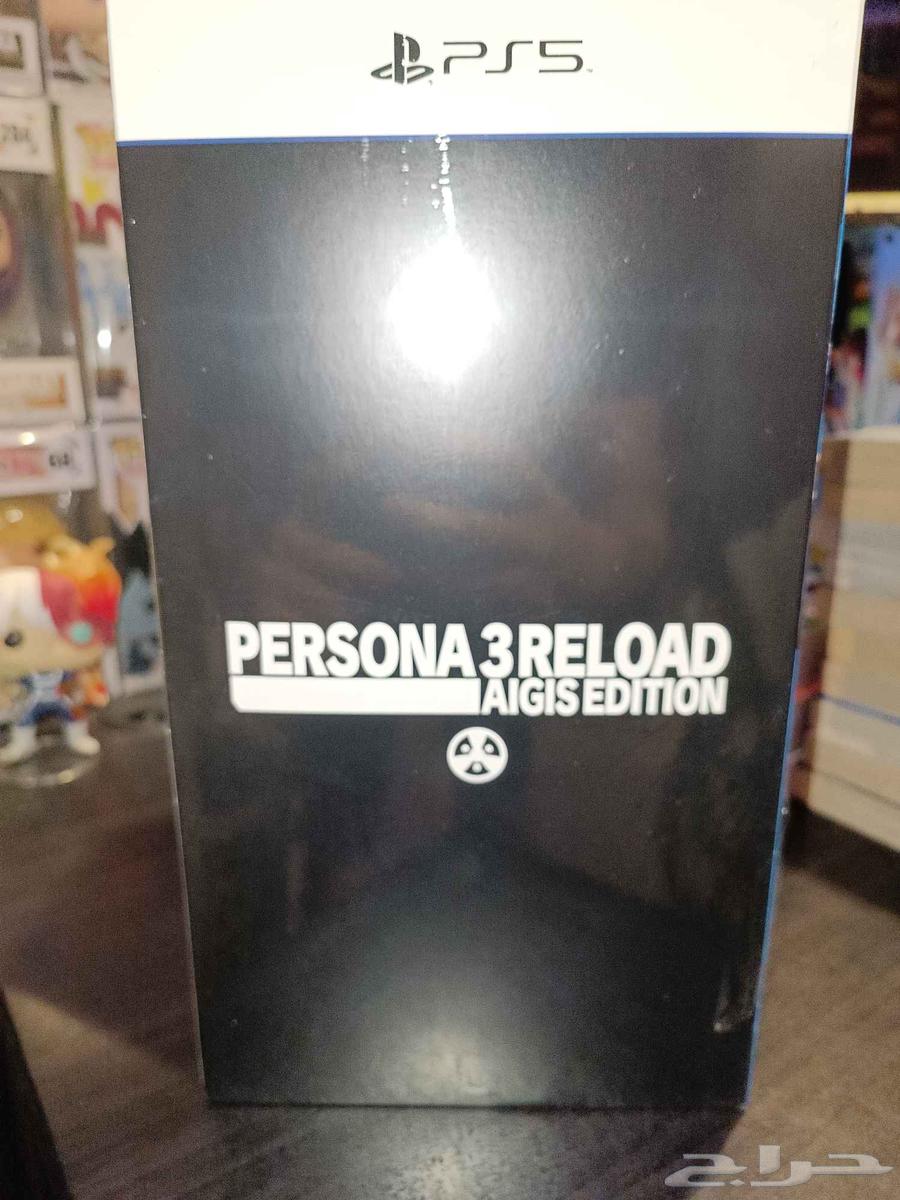 PS5
PERSONA 3 RELOAD
AIGIS EDITION
حراج